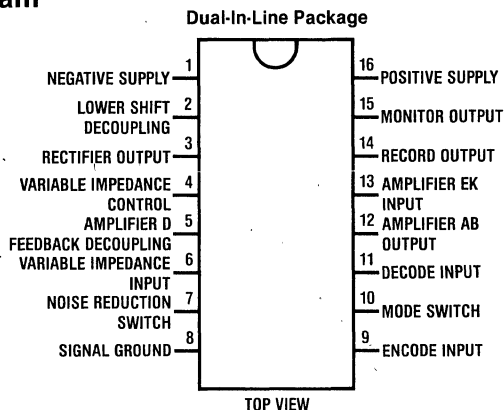 Dual-In-Line Package
NEGATIVE SUPPLY 1
LOWER SHIFT 2
DECOUPLING
RECTIFIER OUTPUT 3
VARIABLE IMPEDANCE 4
CONTROL
AMPLIFIER D 5
FEEDBACK DECOUPLING
VARIABLE IMPEDANCE 6
INPUT
NOISE REDUCTION 7
SWITCH
SIGNAL GROUND 8
16 POSITIVE SUPPLY
15 MONITOR OUTPUT
14 RECORD OUTPUT
13 AMPLIFIER EK
INPUT
12 AMPLIFIER AB
OUTPUT
11 DECODE INPUT
10 MODE SWITCH
9 ENCODE INPUT
TOP VIEW